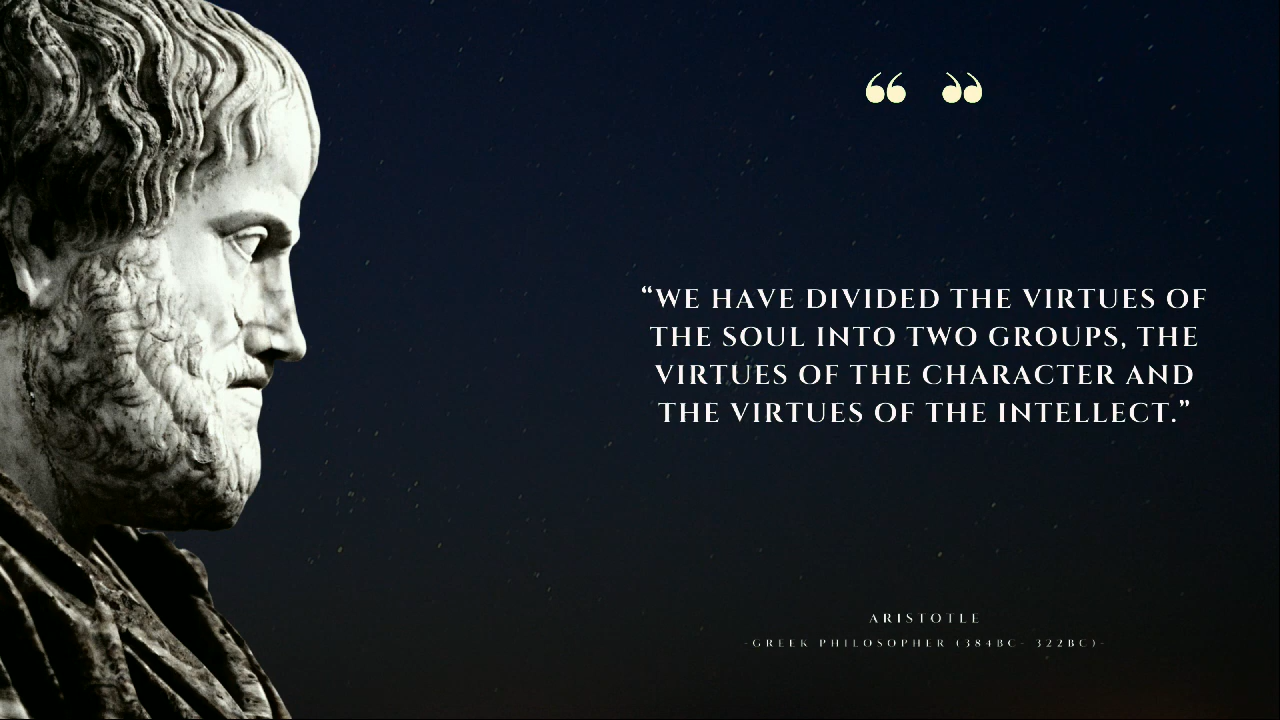 “WE HAVE DIVIDED THE VIRTUES OF
THE SOUL INTO TWO GROUPS, THE
VIRTUES OF THE CHARACTER AND
THE VIRTUES OF THE INTELLECT.”
ARISTOTLE
-GREEK PHILOSOPHER (384BC- 322BC)-